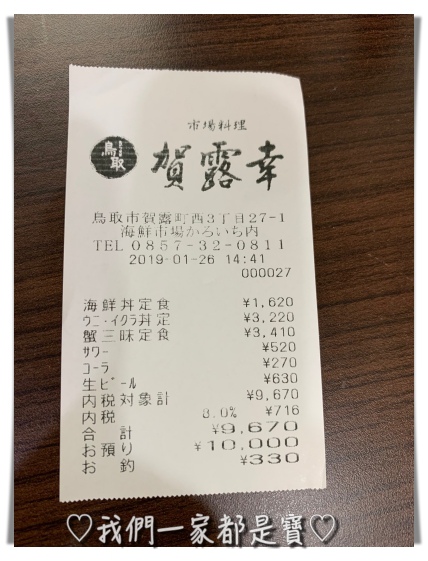 市場料理
鳥取
賀露幸
鳥取市賀露町西3丁目27-1
海鮮市場かろいち内
TEL 0857-32-0811
2019-01-26 14:41
000027
海鮮丼定食 ¥1,620
ウニ・イクラ丼定 ¥3,220
蟹三昧定食 ¥3,410
サワー ¥520
コーラ ¥270
生ビール ¥630
内税対象計 ¥9,670
内税 8.0% ¥716
合 計 ¥9,670
お預り ¥10,000
お 釣 ¥330
♡我們一家都是寶♡